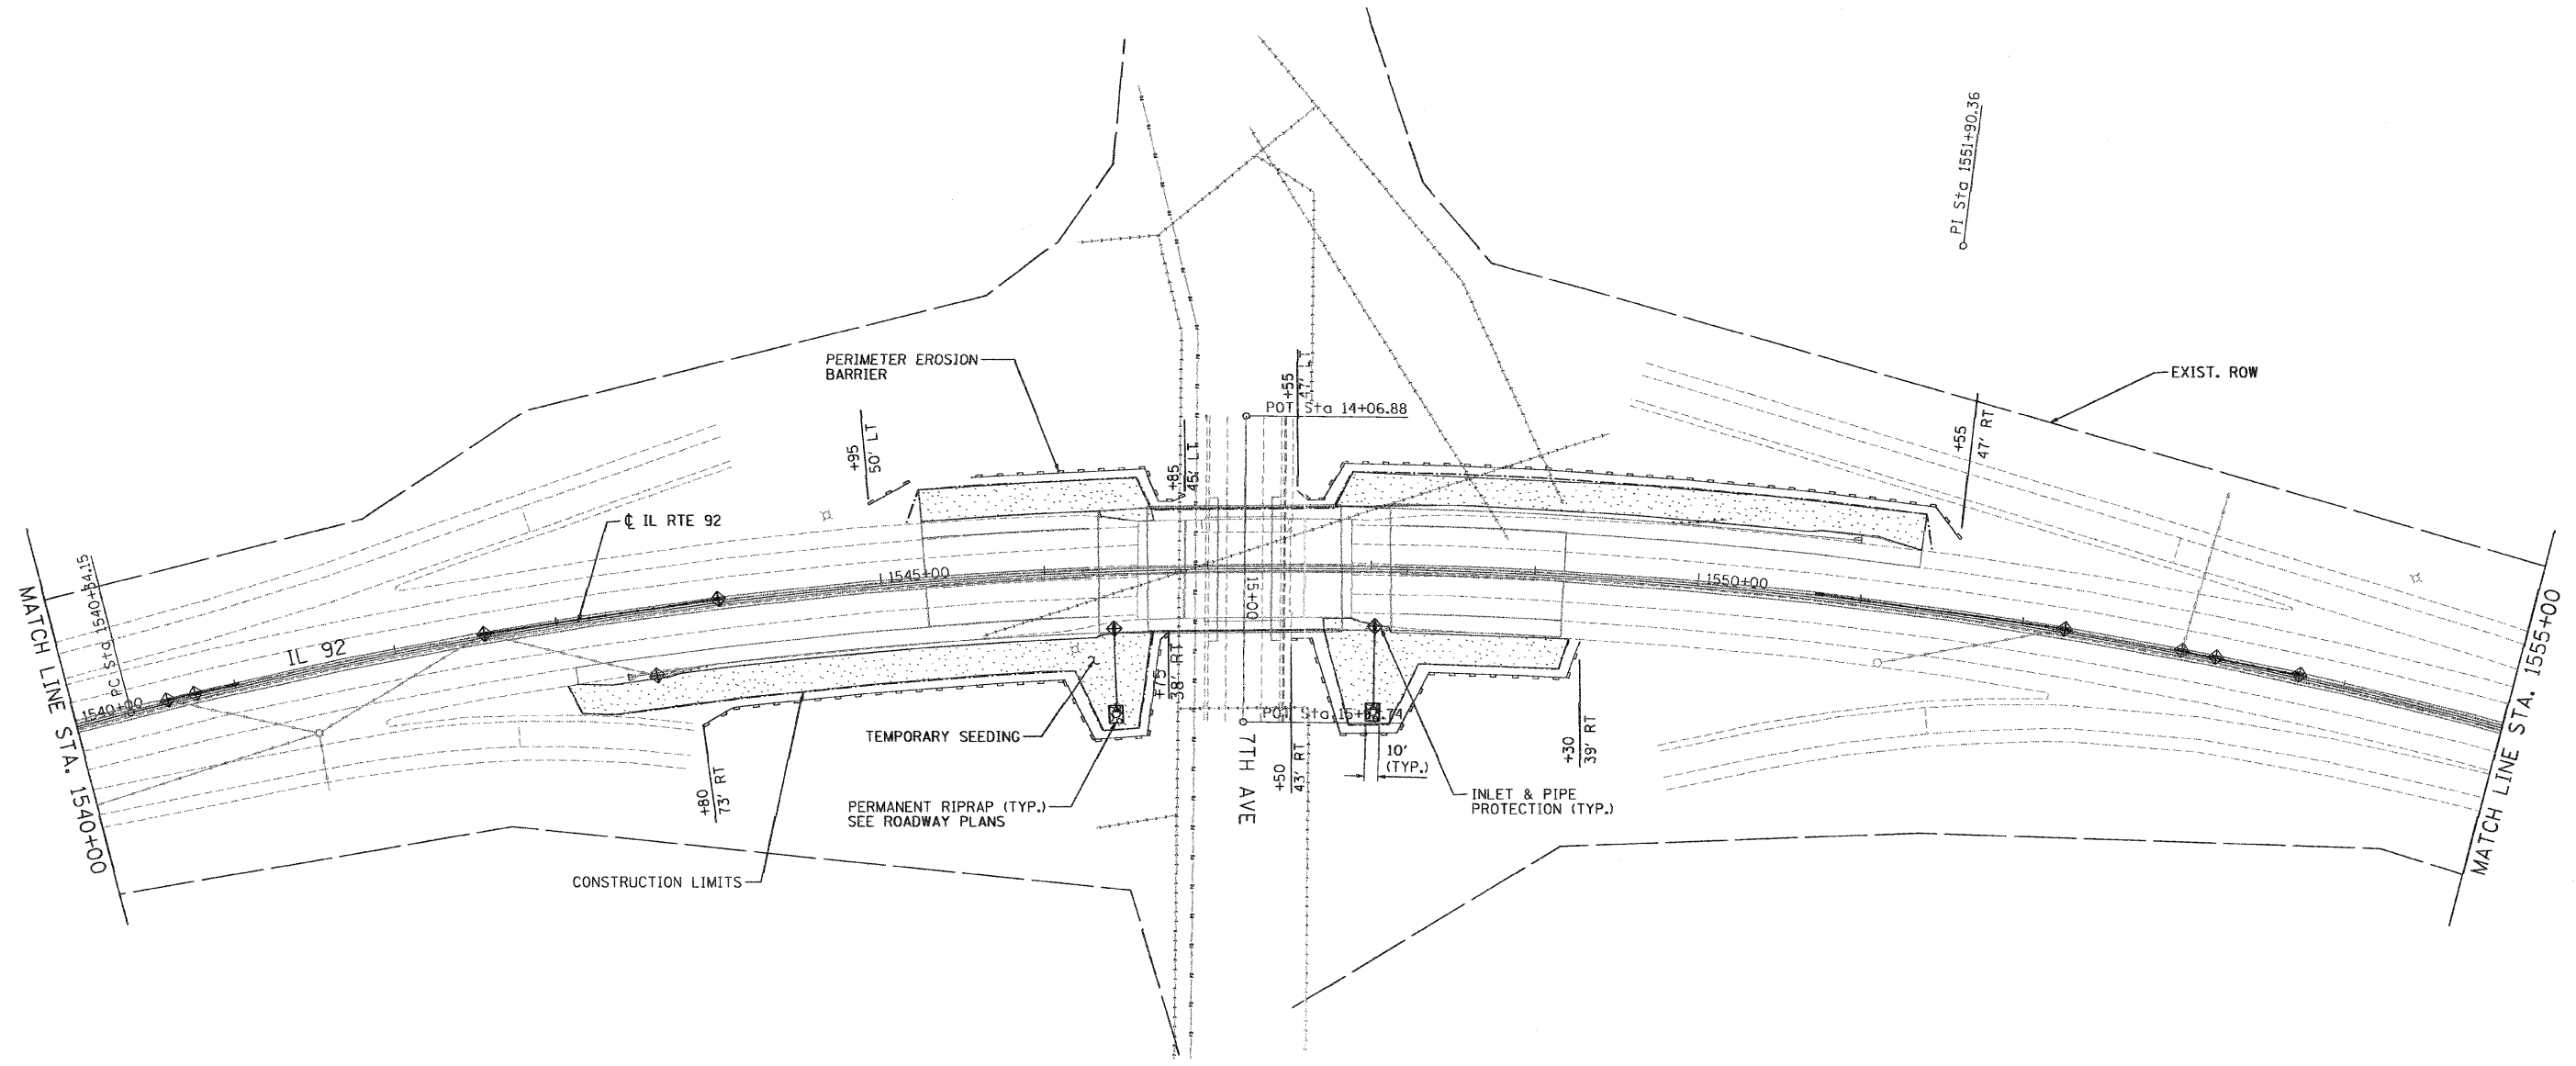 PI Sta 1551+90.36
PERIMETER EROSION
BARRIER
EXIST. ROW
+55
47' LT
POT Sta 14+06.88
+95
50' LT
+85
45' LT
+55
47' RT
℄ IL RTE 92
1545+00
1550+00
15+00
PC Sta 1540+34.15
IL 92
1540+00
MATCH LINE STA. 1540+00
MATCH LINE STA. 1555+00
+75
38' RT
TEMPORARY SEEDING
7TH AVE
+50
43' RT
10'
(TYP.)
+30
39' RT
+80
73' RT
PERMANENT RIPRAP (TYP.)
SEE ROADWAY PLANS
INLET & PIPE
PROTECTION (TYP.)
CONSTRUCTION LIMITS